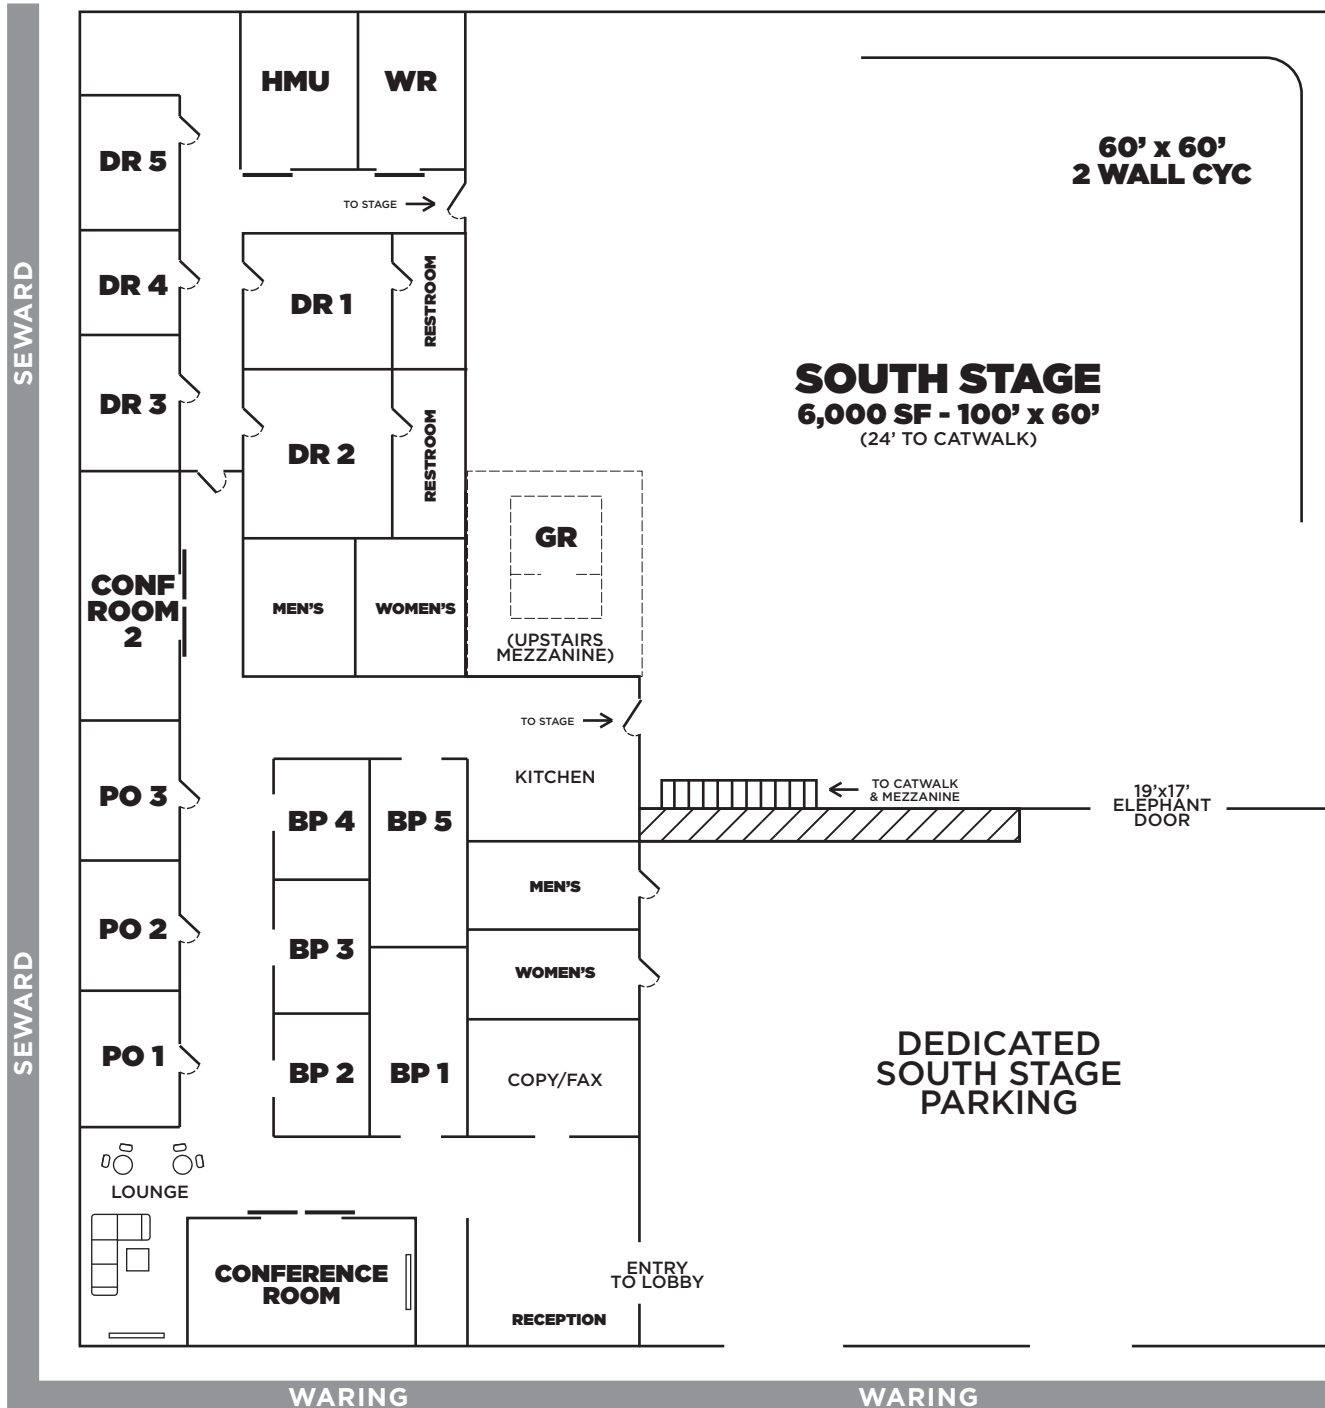 HMU
WR
DR 5
60’ x 60’
2 WALL CYC
TO STAGE
SEWARD
DR 4
DR 1
RESTROOM
SOUTH STAGE
6,000 SF - 100’ x 60’
(24’ TO CATWALK)
DR 3
DR 2
RESTROOM
GR
CONF
ROOM
2
MEN’S
WOMEN’S
(UPSTAIRS
MEZZANINE)
TO STAGE
KITCHEN
TO CATWALK
& MEZZANINE
19’x17’
ELEPHANT
DOOR
PO 3
BP 4
BP 5
MEN’S
PO 2
BP 3
WOMEN’S
SEWARD
PO 1
BP 2
BP 1
COPY/FAX
DEDICATED
SOUTH STAGE
PARKING
LOUNGE
CONFERENCE
ROOM
ENTRY
TO LOBBY
RECEPTION
WARING
WARING